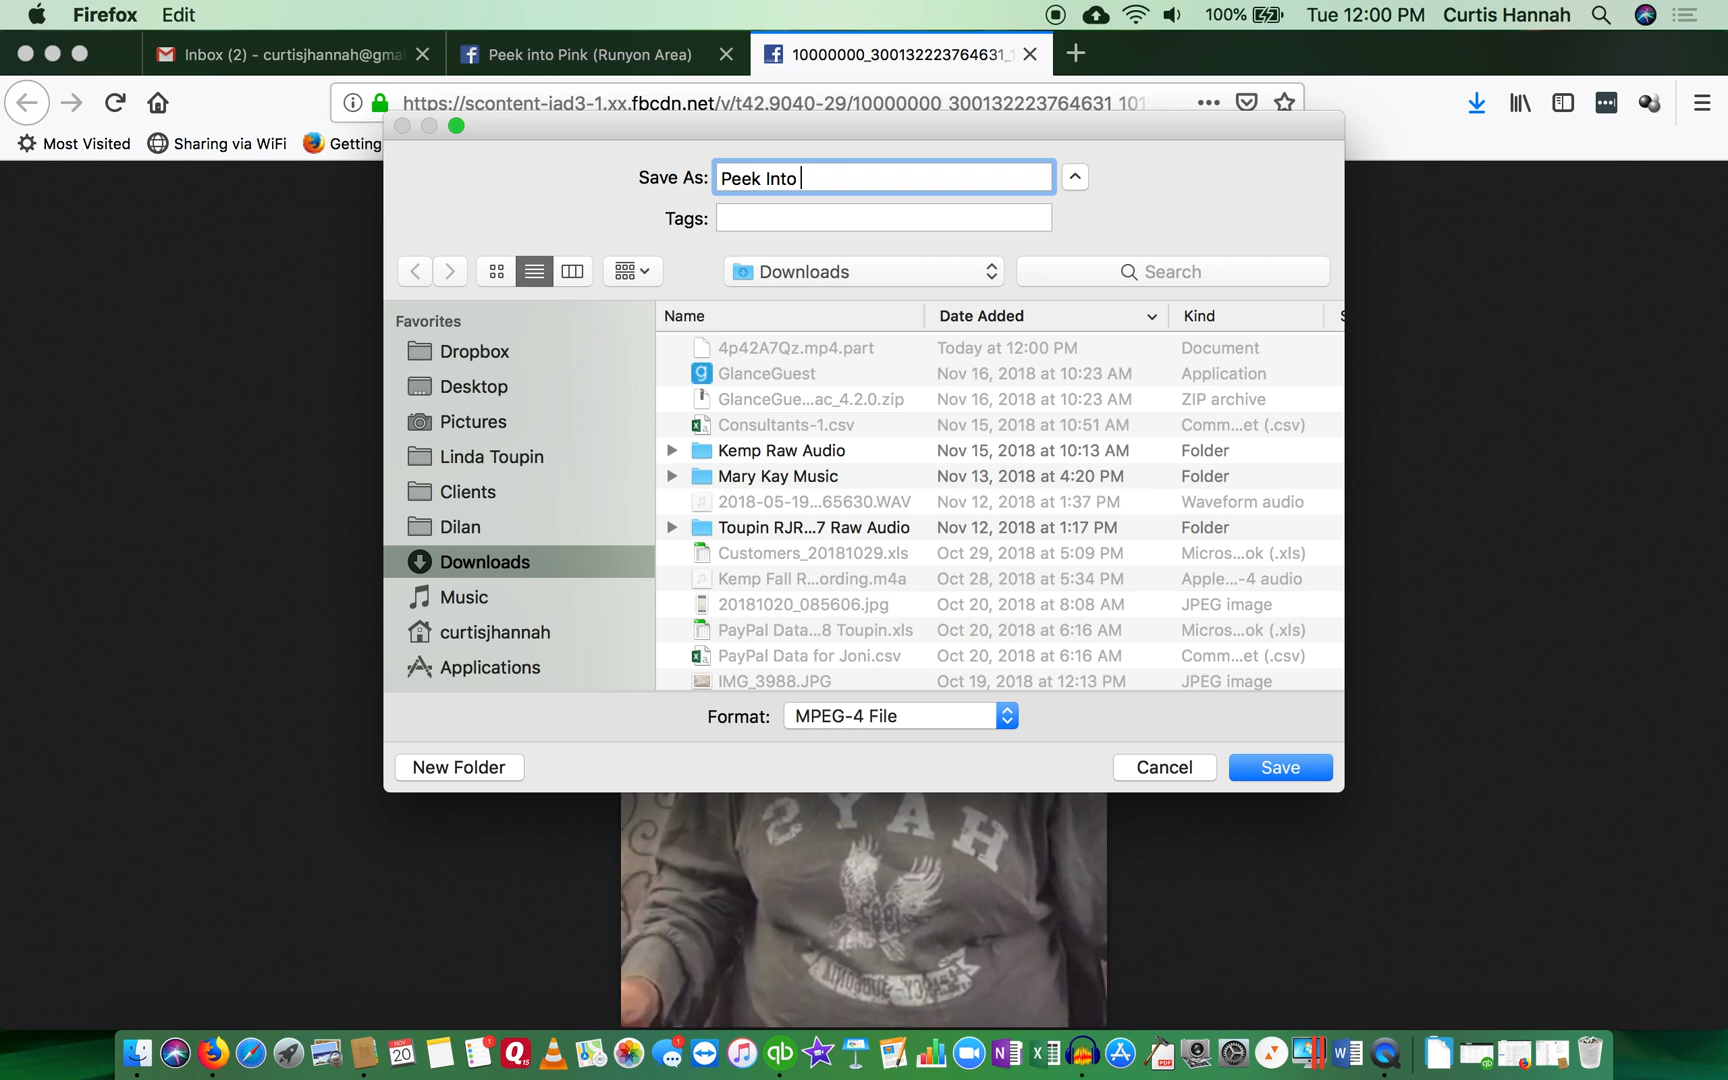 Firefox Edit 100% Tue 12:00 PM Curtis Hannah
Inbox (2) - curtisjhannah@gma Peek into Pink (Runyon Area) 10000000_300132223764631_1
https://scontent-iad3-1.xx.fbcdn.net/v/t42.9040-29/10000000_300132223764631_101
Most Visited Sharing via WiFi Getting
Save As: Peek Into
Tags:
Downloads Search
Favorites
Dropbox
Desktop
Pictures
Linda Toupin
Clients
Dilan
Downloads
Music
curtisjhannah
Applications
Name Date Added Kind S
4p42A7Qz.mp4.part Today at 12:00 PM Document
GlanceGuest Nov 16, 2018 at 10:23 AM Application
GlanceGue...ac_4.2.0.zip Nov 16, 2018 at 10:23 AM ZIP archive
Consultants-1.csv Nov 15, 2018 at 10:51 AM Comm...et (.csv)
Kemp Raw Audio Nov 15, 2018 at 10:13 AM Folder
Mary Kay Music Nov 13, 2018 at 4:20 PM Folder
2018-05-19...65630.WAV Nov 12, 2018 at 1:37 PM Waveform audio
Toupin RJR...7 Raw Audio Nov 12, 2018 at 1:17 PM Folder
Customers_20181029.xls Oct 29, 2018 at 5:09 PM Micros...ok (.xls)
Kemp Fall R...ording.m4a Oct 28, 2018 at 5:34 PM Apple...-4 audio
20181020_085606.jpg Oct 20, 2018 at 8:08 AM JPEG image
PayPal Data...8 Toupin.xls Oct 20, 2018 at 6:16 AM Micros...ok (.xls)
PayPal Data for Joni.csv Oct 20, 2018 at 6:16 AM Comm...et (.csv)
IMG_3988.JPG Oct 19, 2018 at 12:13 PM JPEG image
Format: MPEG-4 File
New Folder Cancel Save
HAYS
NOV
20